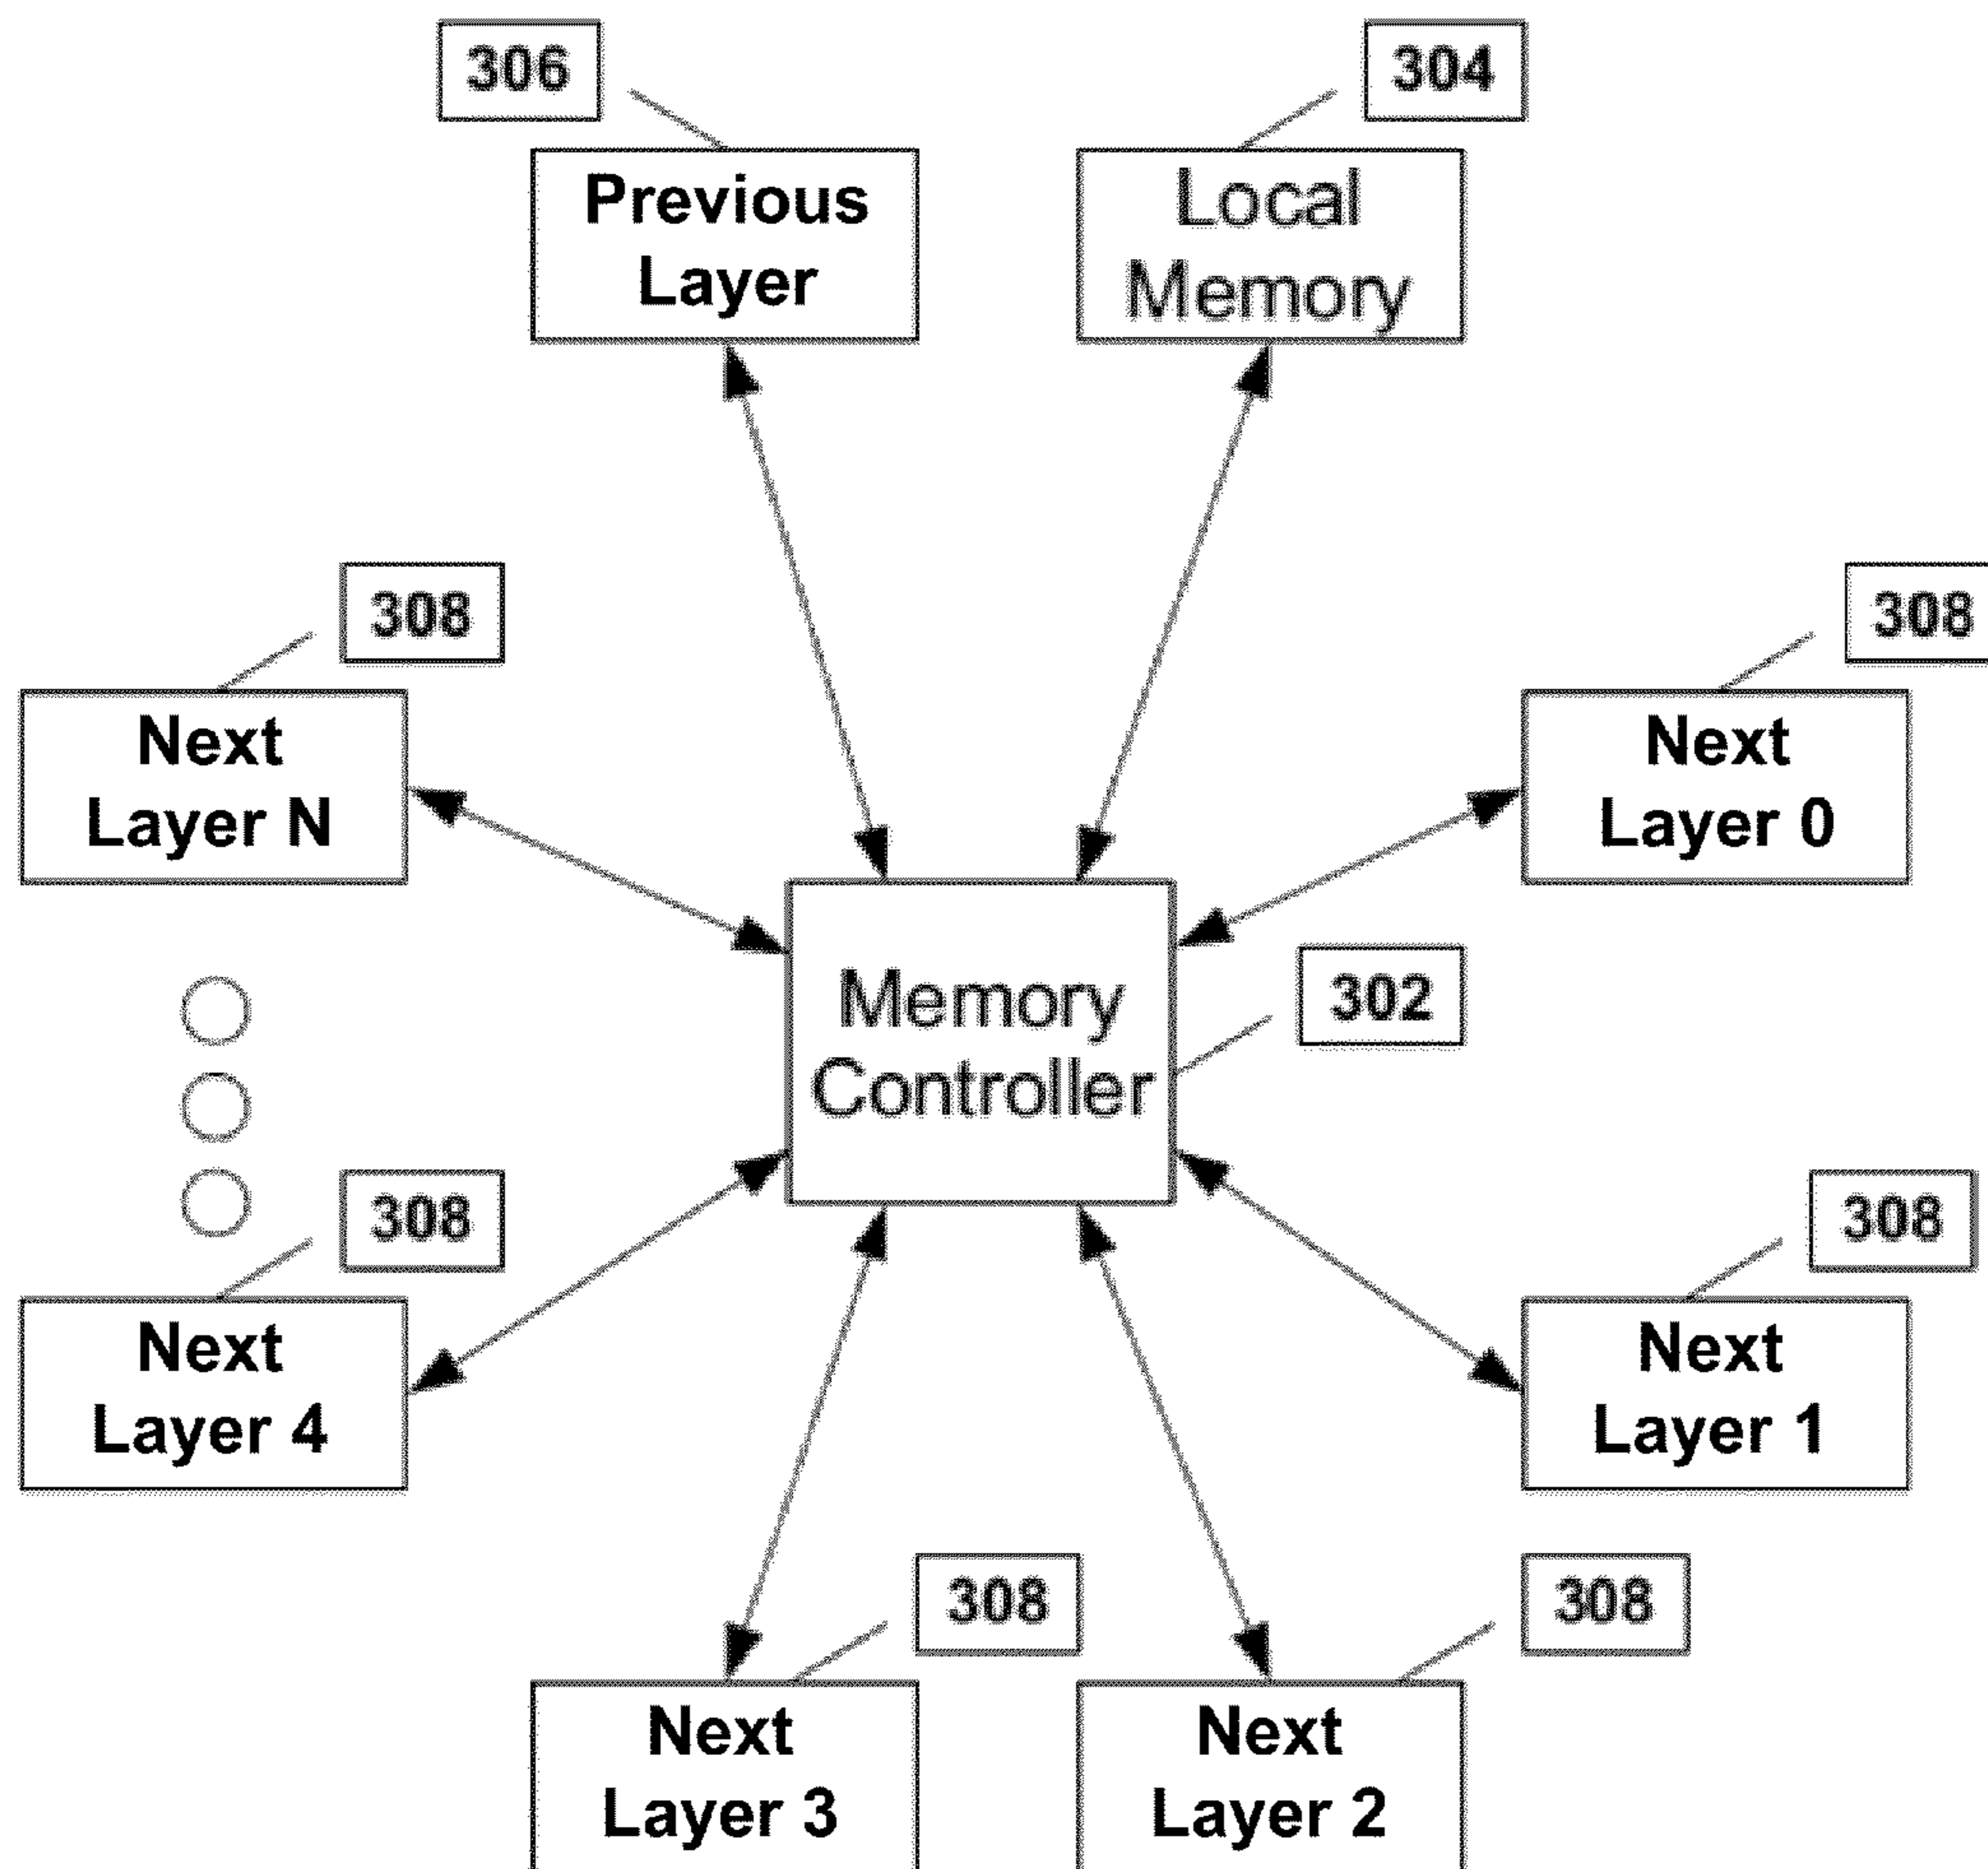 306
304
Previous
Layer
Local
Memory
308
308
Next
Layer N
Next
Layer 0
Memory
Controller
302
308
308
Next
Layer 4
Next
Layer 1
308
308
Next
Layer 3
Next
Layer 2